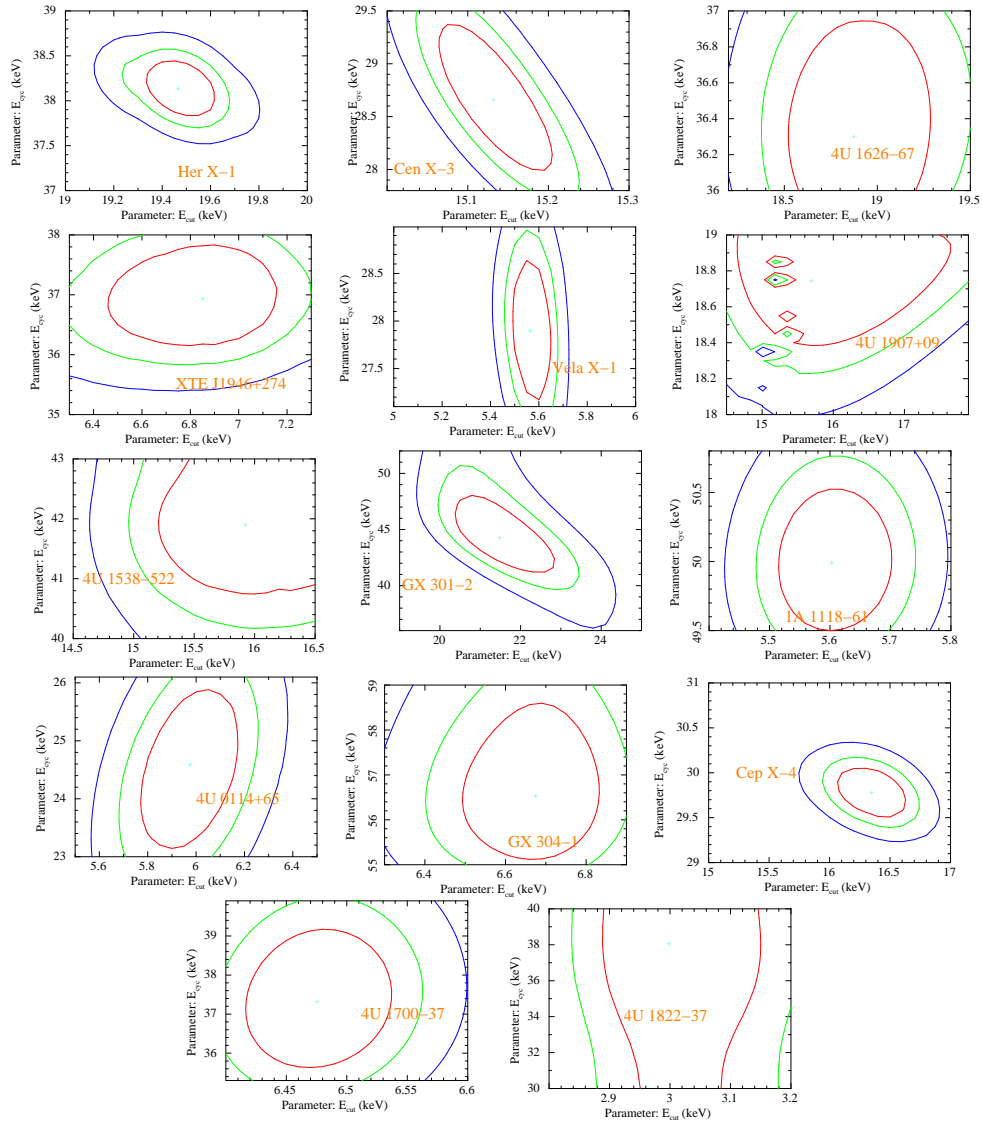 39
38.5
38
37.5
37
Parameter: E_cyc (keV)
Her X−1
19 19.2 19.4 19.6 19.8 20
Parameter: E_cut (keV)
29.5
29
28.5
28
Parameter: E_cyc (keV)
Cen X−3
15.1 15.2 15.3
Parameter: E_cut (keV)
36.8
36.6
36.4
36.2
36
Parameter: E_cyc (keV)
4U 1626−67
18.5 19 19.5
Parameter: E_cut (keV)
38
37
36
35
Parameter: E_cyc (keV)
XTE J1946+274
6.4 6.6 6.8 7 7.2
Parameter: E_cut (keV)
28.5
28
27.5
Parameter: E_cyc (keV)
Vela X−1
5 5.2 5.4 5.6 5.8 6
Parameter: E_cut (keV)
19
18.8
18.6
18.4
18.2
18
Parameter: E_cyc (keV)
4U 1907+09
15 16 17
Parameter: E_cut (keV)
43
42
41
40
Parameter: E_cyc (keV)
4U 1538−522
14.5 15 15.5 16 16.5
Parameter: E_cut (keV)
50
45
40
Parameter: E_cyc (keV)
GX 301−2
20 22 24
Parameter: E_cut (keV)
50.5
50
49.5
Parameter: E_cyc (keV)
1A 1118−61
5.5 5.6 5.7 5.8
Parameter: E_cut (keV)
26
25
24
23
Parameter: E_cyc (keV)
4U 0114+65
5.6 5.8 6 6.2 6.4
Parameter: E_cut (keV)
59
58
57
56
55
Parameter: E_cyc (keV)
GX 304−1
6.4 6.6 6.8
Parameter: E_cut (keV)
31
30.5
30
29.5
29
Parameter: E_cyc (keV)
Cep X−4
15 15.5 16 16.5 17
Parameter: E_cut (keV)
39
38
37
36
Parameter: E_cyc (keV)
4U 1700−37
6.45 6.5 6.55 6.6
Parameter: E_cut (keV)
40
38
36
34
32
30
Parameter: E_cyc (keV)
4U 1822−37
2.9 3 3.1 3.2
Parameter: E_cut (keV)